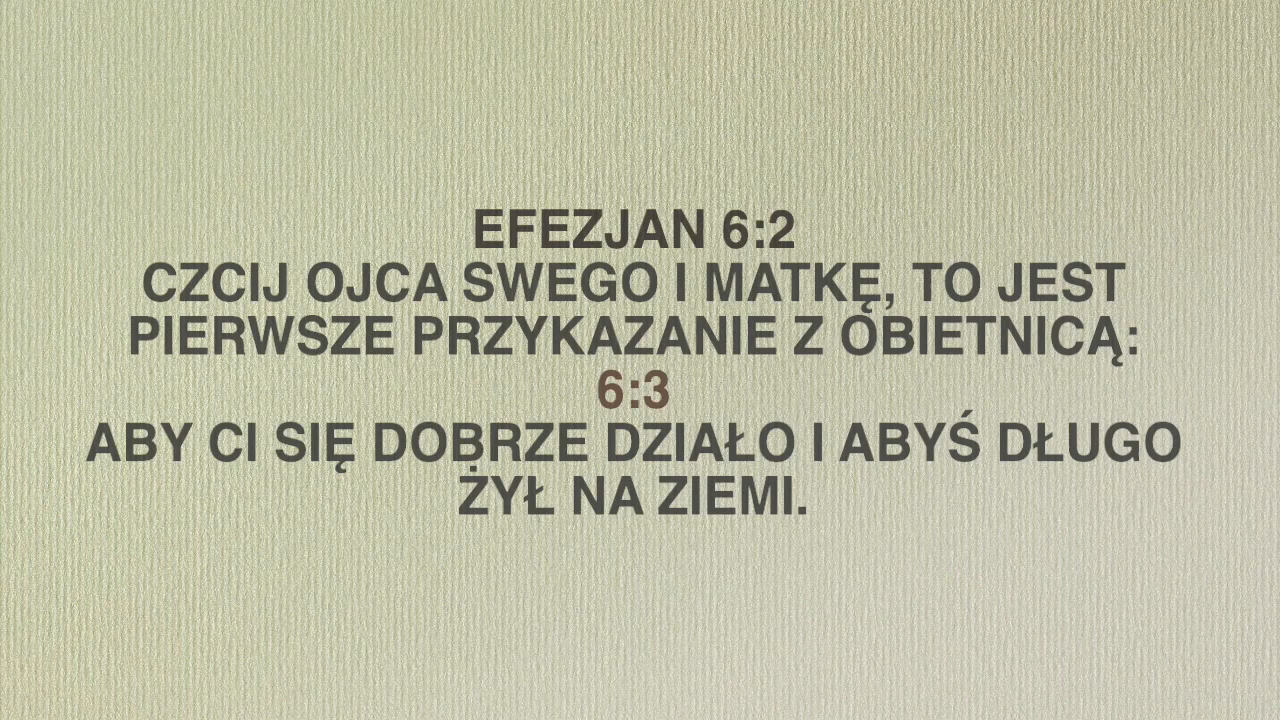 EFEZJAN 6:2
CZCIJ OJCA SWEGO I MATKĘ, TO JEST
PIERWSZE PRZYKAZANIE Z OBIETNICĄ:
6:3
ABY CI SIĘ DOBRZE DZIAŁO I ABYŚ DŁUGO
ŻYŁ NA ZIEMI.